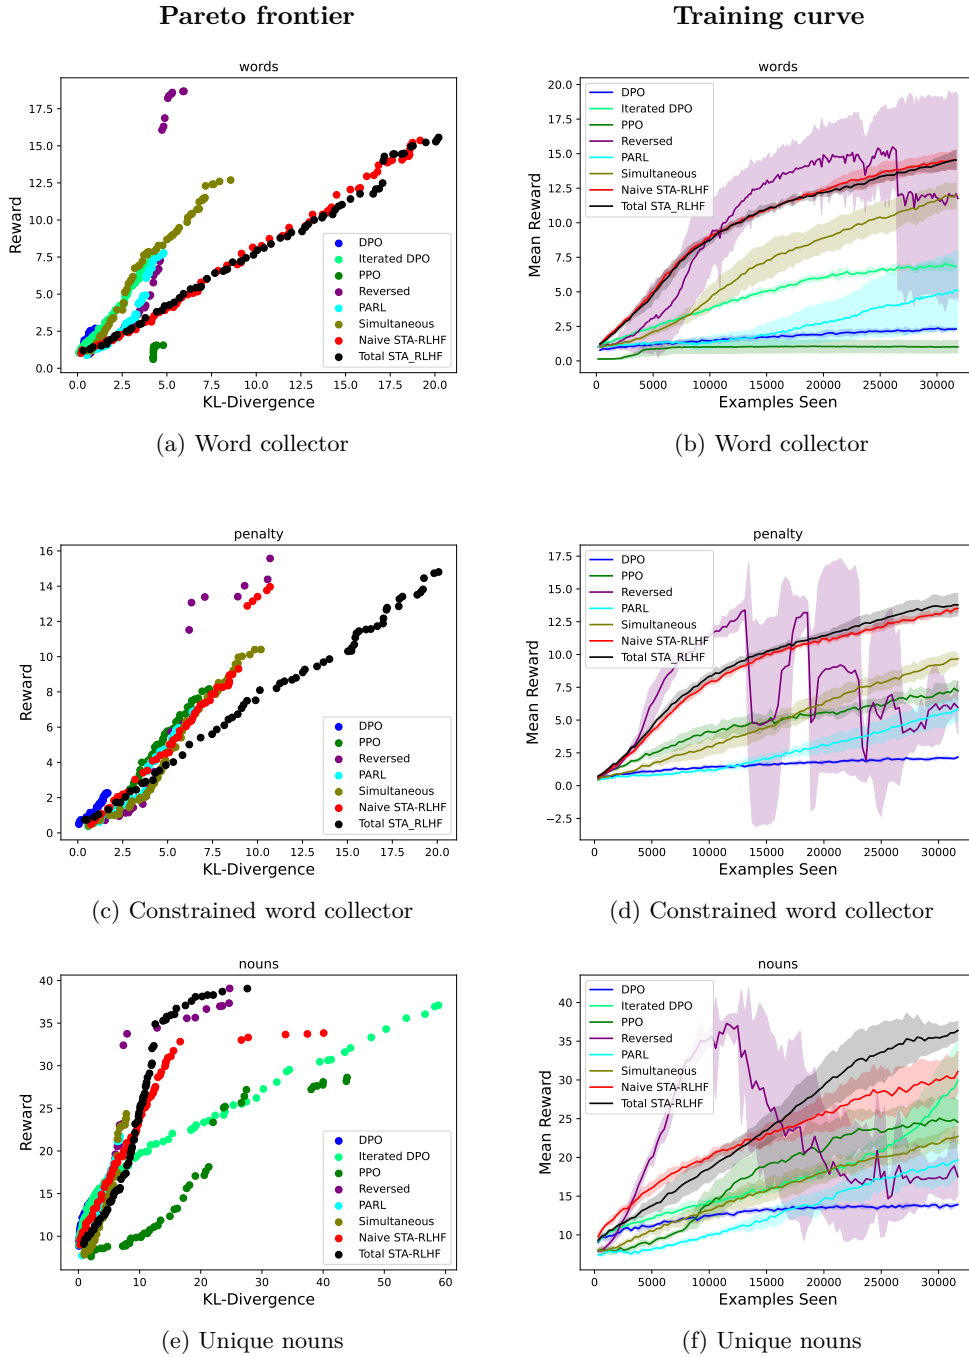 Pareto frontier
Training curve
words
Reward
17.5
15.0
12.5
10.0
7.5
5.0
2.5
0.0
DPO
Iterated DPO
PPO
Reversed
PARL
Simultaneous
Naive STA-RLHF
Total STA_RLHF
0.0 2.5 5.0 7.5 10.0 12.5 15.0 17.5 20.0
KL-Divergence
(a) Word collector
words
Mean Reward
20.0
17.5
15.0
12.5
10.0
7.5
5.0
2.5
0.0
DPO
Iterated DPO
PPO
Reversed
PARL
Simultaneous
Naive STA-RLHF
Total STA_RLHF
0 5000 10000 15000 20000 25000 30000
Examples Seen
(b) Word collector
penalty
Reward
16
14
12
10
8
6
4
2
0
DPO
PPO
Reversed
PARL
Simultaneous
Naive STA-RLHF
Total STA_RLHF
0.0 2.5 5.0 7.5 10.0 12.5 15.0 17.5 20.0
KL-Divergence
(c) Constrained word collector
penalty
Mean Reward
17.5
15.0
12.5
10.0
7.5
5.0
2.5
0.0
−2.5
DPO
PPO
Reversed
PARL
Simultaneous
Naive STA-RLHF
Total STA_RLHF
0 5000 10000 15000 20000 25000 30000
Examples Seen
(d) Constrained word collector
nouns
Reward
40
35
30
25
20
15
10
DPO
Iterated DPO
PPO
Reversed
PARL
Simultaneous
Naive STA-RLHF
Total STA-RLHF
0 10 20 30 40 50 60
KL-Divergence
(e) Unique nouns
nouns
Mean Reward
40
35
30
25
20
15
10
DPO
Iterated DPO
PPO
Reversed
PARL
Simultaneous
Naive STA-RLHF
Total STA-RLHF
0 5000 10000 15000 20000 25000 30000
Examples Seen
(f) Unique nouns